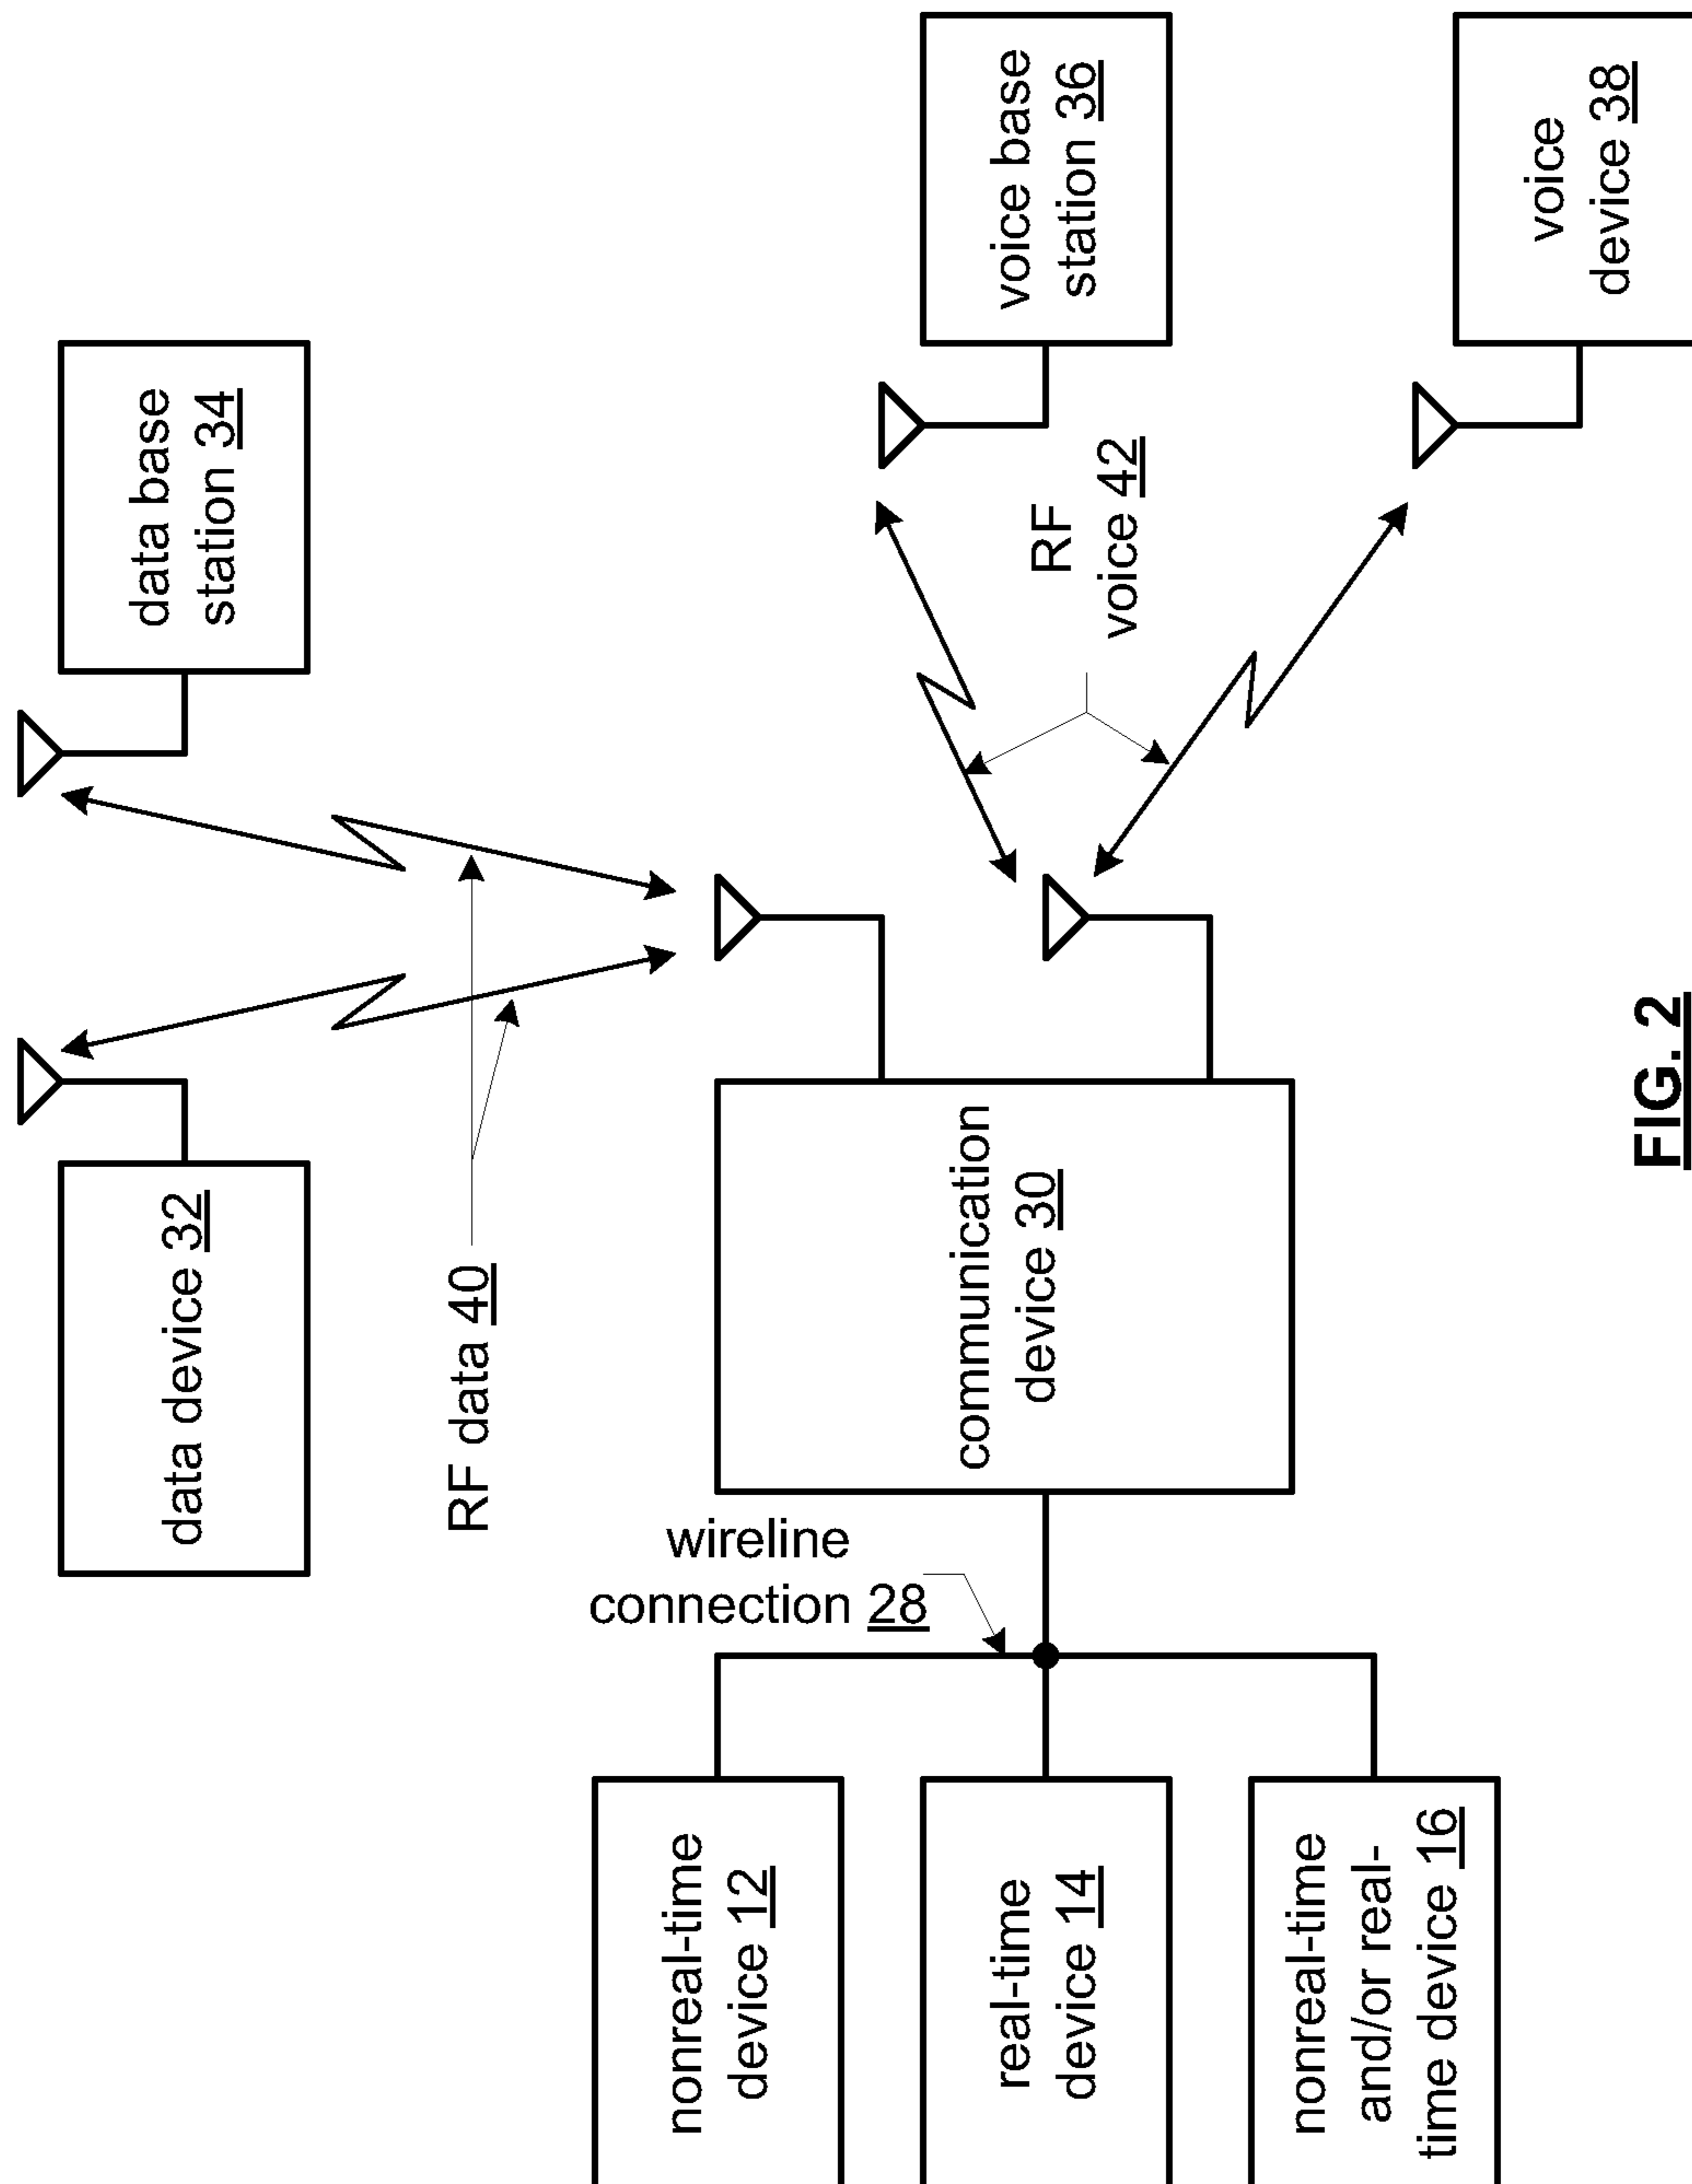 data device 32
data base
station 34
RF data 40
wireline
connection 28
nonreal-time
device 12
communication
device 30
RF
voice 42
voice base
station 36
real-time
device 14
nonreal-time
and/or real-
time device 16
voice
device 38
FIG. 2